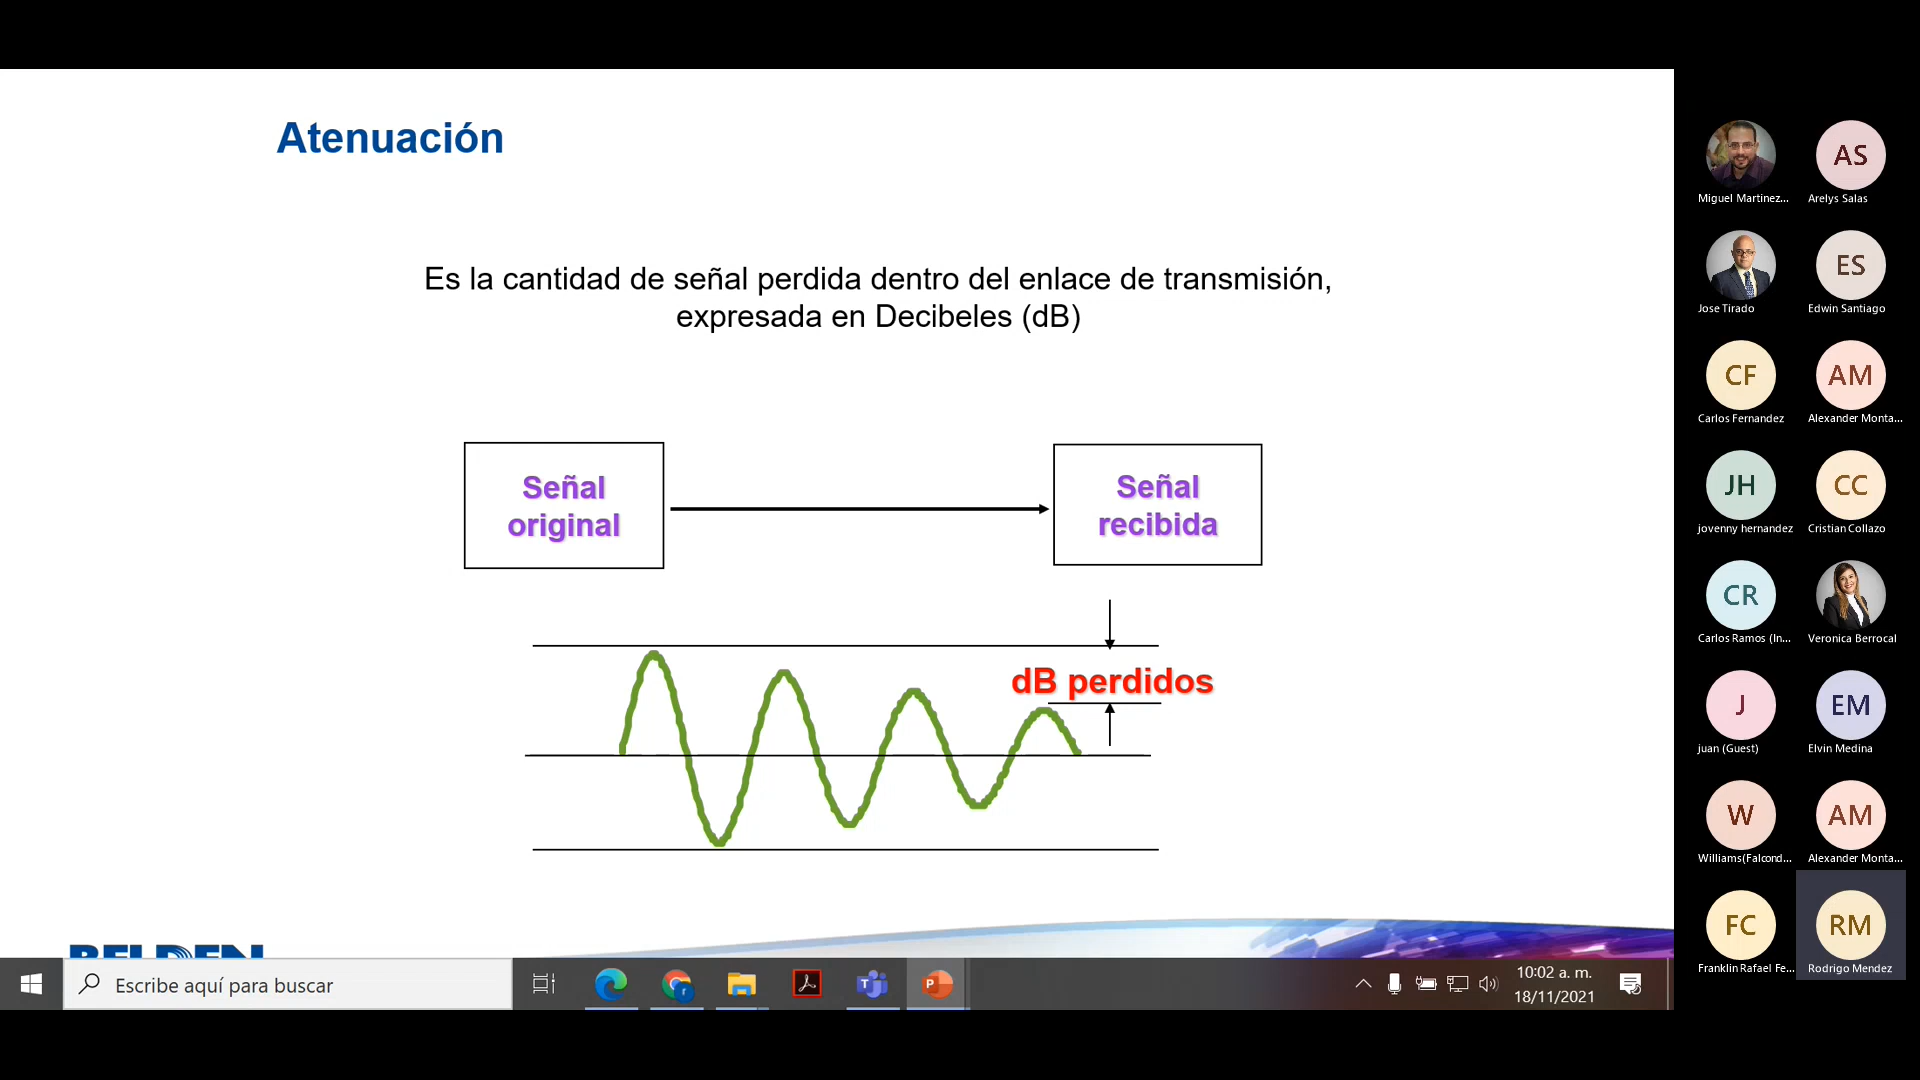 Atenuación
Es la cantidad de señal perdida dentro del enlace de transmisión,
expresada en Decibeles (dB)
Señal
original
Señal
recibida
dB perdidos
BELDEN
Escribe aquí para buscar
10:02 a. m.
18/11/2021
Miguel Martinez...
AS
Arelys Salas
Jose Tirado
ES
Edwin Santiago
CF
Carlos Fernandez
AM
Alexander Monta...
JH
jovenny hernandez
CC
Cristian Collazo
CR
Carlos Ramos (In...
Veronica Berrocal
J
juan (Guest)
EM
Elvin Medina
W
Williams(Falcond...
AM
Alexander Monta...
FC
Franklin Rafael Fe...
RM
Rodrigo Mendez